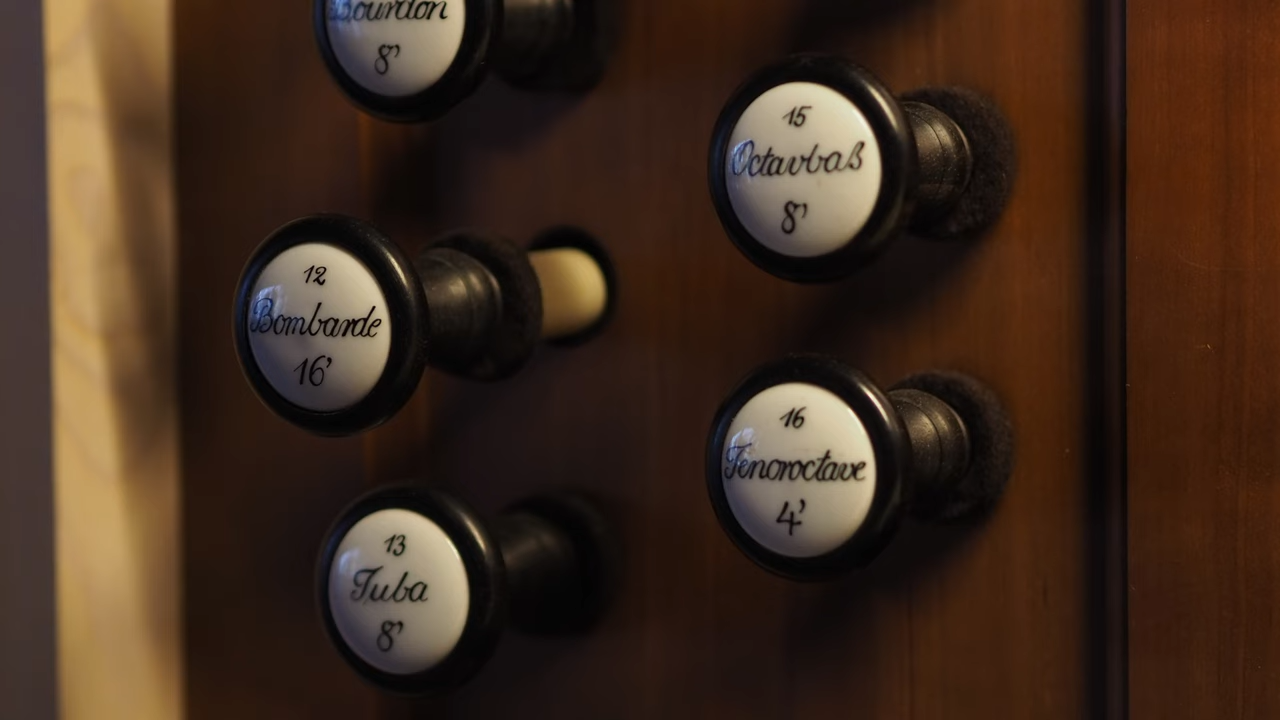 Bourdon
8'
12
Bombarde
16'
13
Tuba
8'
15
Octavbaß
8'
16
Tenoroctave
4'